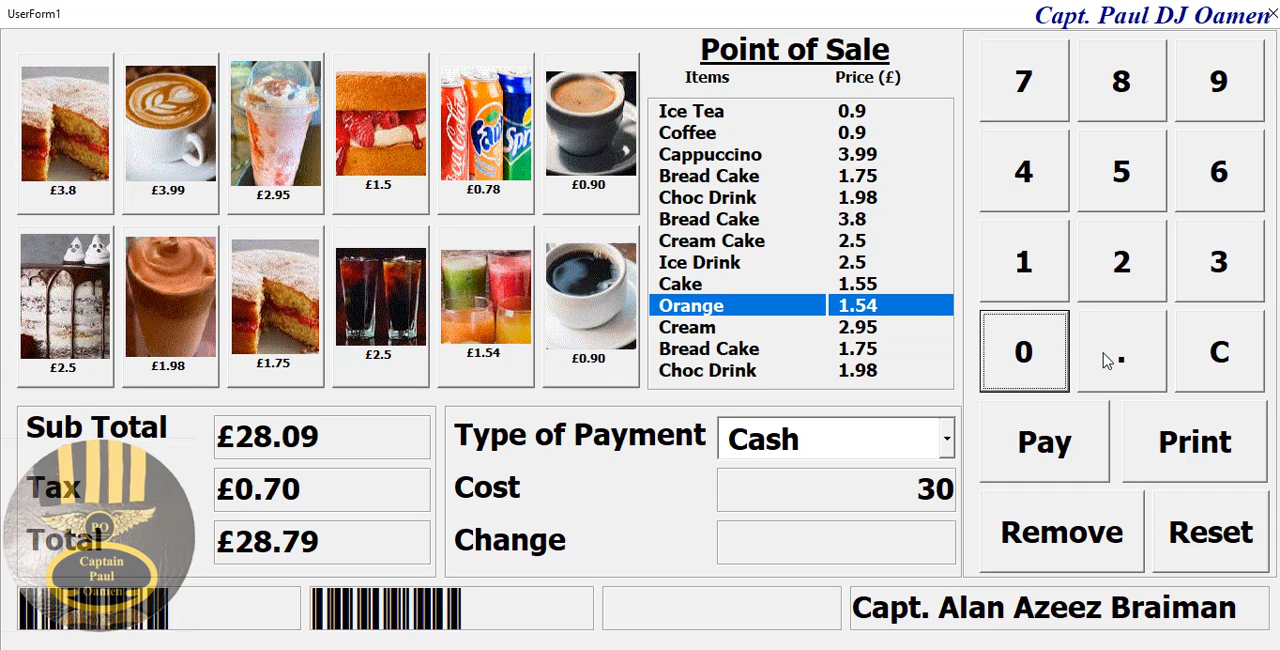 UserForm1
Capt. Paul DJ Oamen
£3.8
£3.99
£2.95
£1.5
£0.78
£0.90
£2.5
£1.98
£1.75
£2.5
£1.54
£0.90
Point of Sale
Items Price (£)
Ice Tea 0.9
Coffee 0.9
Cappuccino 3.99
Bread Cake 1.75
Choc Drink 1.98
Bread Cake 3.8
Cream Cake 2.5
Ice Drink 2.5
Cake 1.55
Orange 1.54
Cream 2.95
Bread Cake 1.75
Choc Drink 1.98
7 8 9
4 5 6
1 2 3
0 . C
Pay Print
Remove Reset
Sub Total £28.09
Tax £0.70
Total £28.79
Type of Payment Cash
Cost 30
Change
PO
Captain
Paul
Oamen
Capt. Alan Azeez Braiman